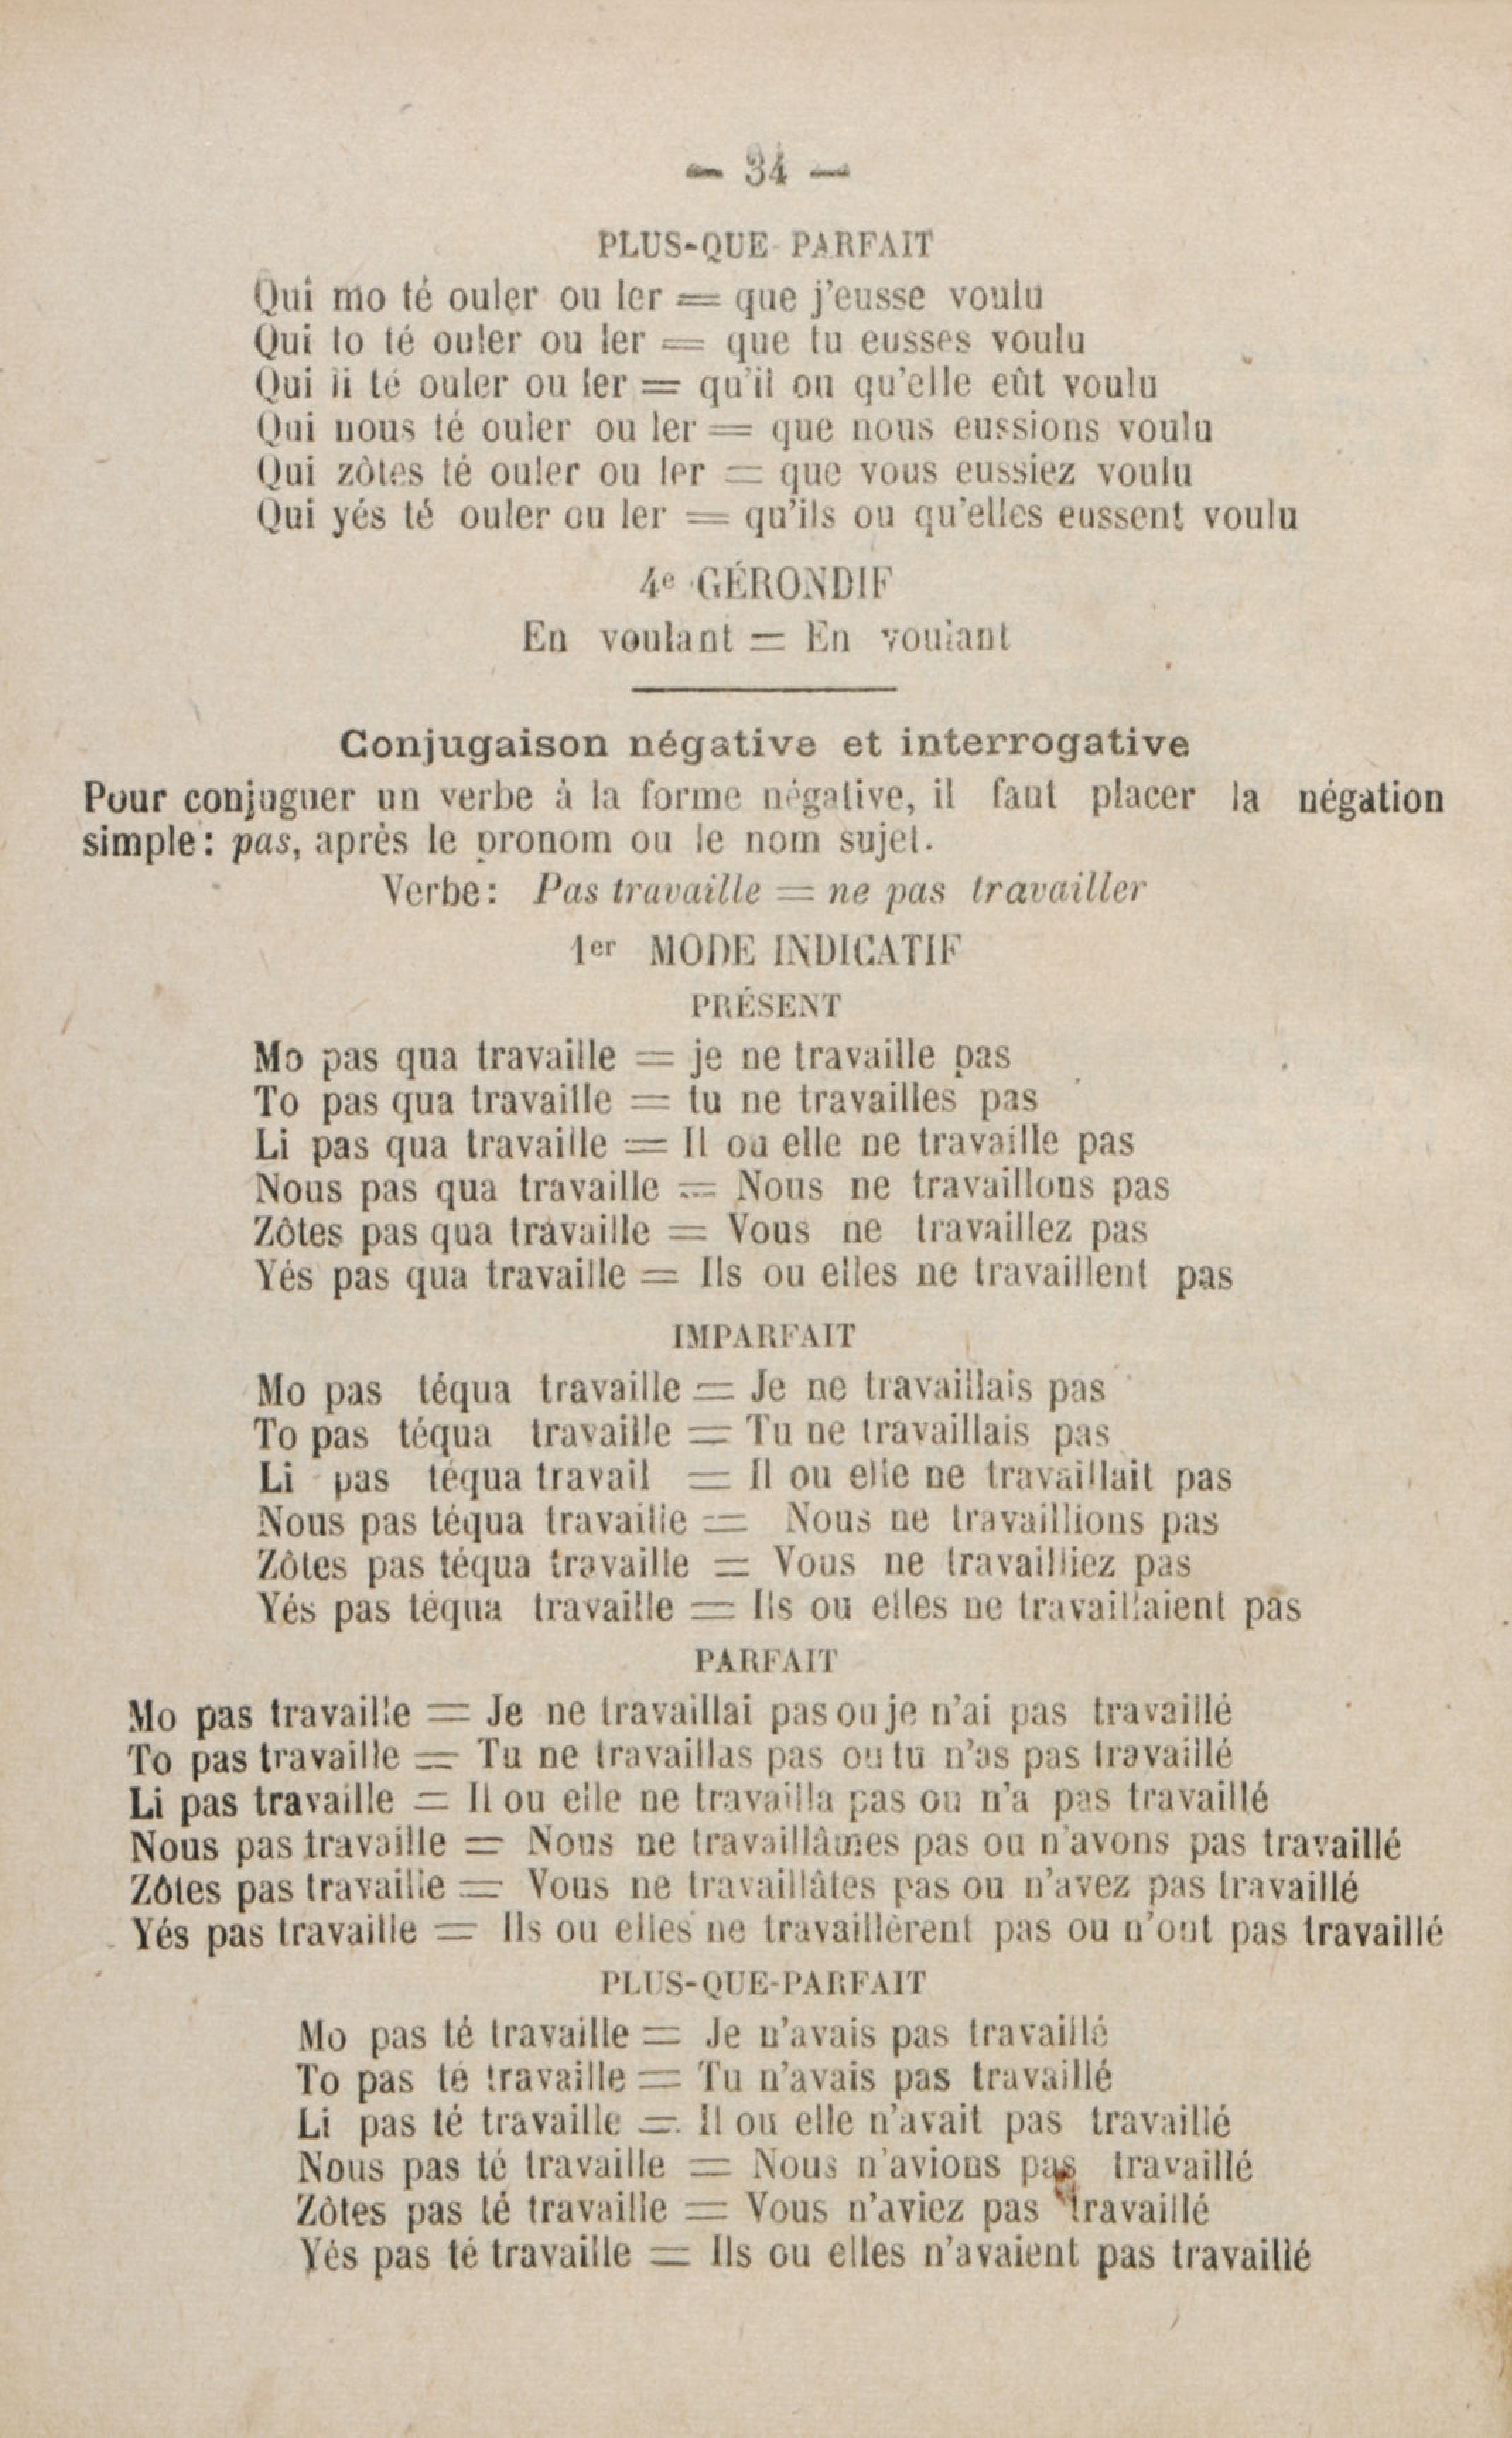 — 34 —
PLUS-QUE-PARFAIT
Qui mo té ouler ou ler = que j'eusse voulu
Qui to té ouler ou ler = que tu eusses voulu
Qui li té ouler ou ler = qu'il ou qu'elle eût voulu
Qui nous té ouler ou ler = que nous eussions voulu
Qui zôtes té ouler ou ler = que vous eussiez voulu
Qui yés té ouler ou ler = qu'ils ou qu'elles eussent voulu
4e GÉRONDIF
En voulant = En voulant
Conjugaison négative et interrogative
Pour conjuguer un verbe à la forme négative, il faut placer la négation
simple: pas, après le pronom ou le nom sujet.
Verbe: Pas travaille = ne pas travailler
1er MODE INDICATIF
PRÉSENT
Mo pas qua travaille = je ne travaille pas
To pas qua travaille = tu ne travailles pas
Li pas qua travaille = Il ou elle ne travaille pas
Nous pas qua travaille = Nous ne travaillons pas
Zôtes pas qua travaille = Vous ne travaillez pas
Yés pas qua travaille = Ils ou elles ne travaillent pas
IMPARFAIT
Mo pas téqua travaille = Je ne travaillais pas
To pas téqua travaille = Tu ne travaillais pas
Li pas téqua travail = Il ou elle ne travaillait pas
Nous pas téqua travaille = Nous ne travaillions pas
Zôtes pas téqua travaille = Vous ne travailliez pas
Yés pas téqua travaille = Ils ou elles ne travaillaient pas
PARFAIT
Mo pas travaille = Je ne travaillai pas ou je n'ai pas travaillé
To pas travaille = Tu ne travaillas pas ou tu n'as pas travaillé
Li pas travaille = Il ou elle ne travailla pas ou n'a pas travaillé
Nous pas travaille = Nous ne travaillâmes pas ou n'avons pas travaillé
Zôtes pas travaille = Vous ne travaillâtes pas ou n'avez pas travaillé
Yés pas travaille = Ils ou elles ne travaillèrent pas ou n'ont pas travaillé
PLUS-QUE-PARFAIT
Mo pas té travaille = Je n'avais pas travaillé
To pas té travaille = Tu n'avais pas travaillé
Li pas té travaille =. Il ou elle n'avait pas travaillé
Nous pas té travaille = Nous n'avions pas travaillé
Zôtes pas té travaille = Vous n'aviez pas travaillé
Yés pas té travaille = Ils ou elles n'avaient pas travaillé